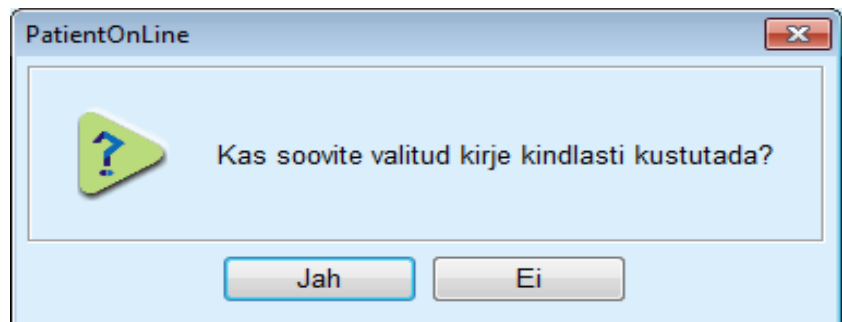 PatientOnLine
Kas soovite valitud kirje kindlasti kustutada?
Jah
Ei